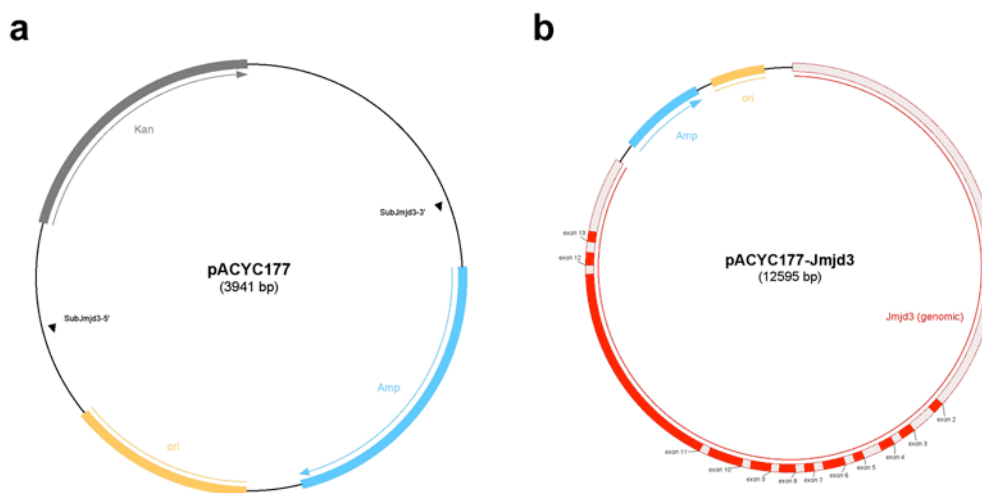 a
b
Kan
SubJmjd3-3'
pACYC177
(3941 bp)
SubJmjd3-5'
Amp
ori
ori
Amp
exon 13
exon 12
pACYC177-Jmjd3
(12595 bp)
Jmjd3 (genomic)
exon 2
exon 3
exon 4
exon 5
exon 6
exon 7
exon 8
exon 9
exon 10
exon 11